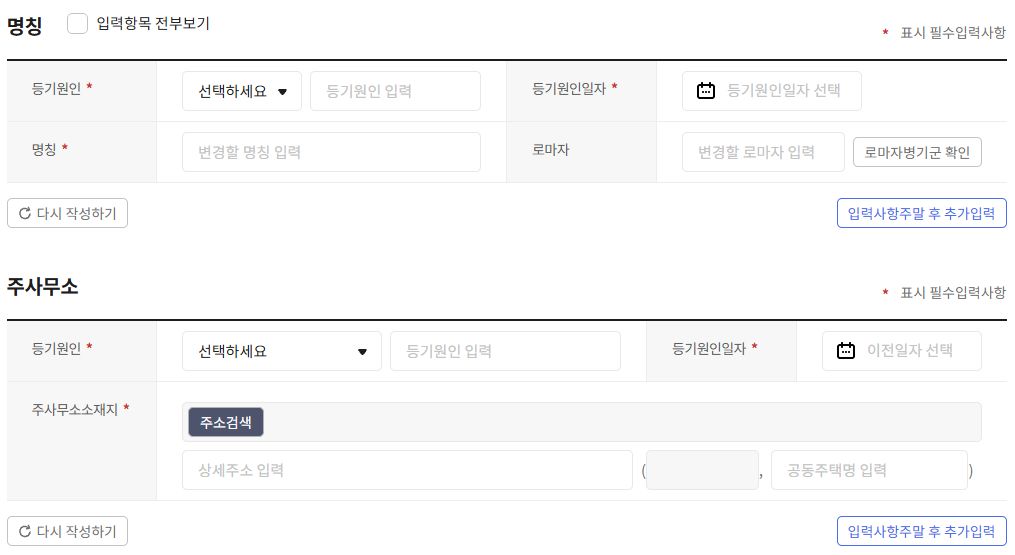 명칭 입력항목 전부보기
* 표시 필수입력사항
등기원인 * 선택하세요 등기원인 입력 등기원인일자 * 등기원인일자 선택
명칭 * 변경할 명칭 입력 로마자 변경할 로마자 입력 로마자병기군 확인
다시 작성하기 입력사항주말 후 추가입력
주사무소
* 표시 필수입력사항
등기원인 * 선택하세요 등기원인 입력 등기원인일자 * 이전일자 선택
주사무소소재지 * 주소검색
상세주소 입력 ( , 공동주택명 입력 )
다시 작성하기 입력사항주말 후 추가입력